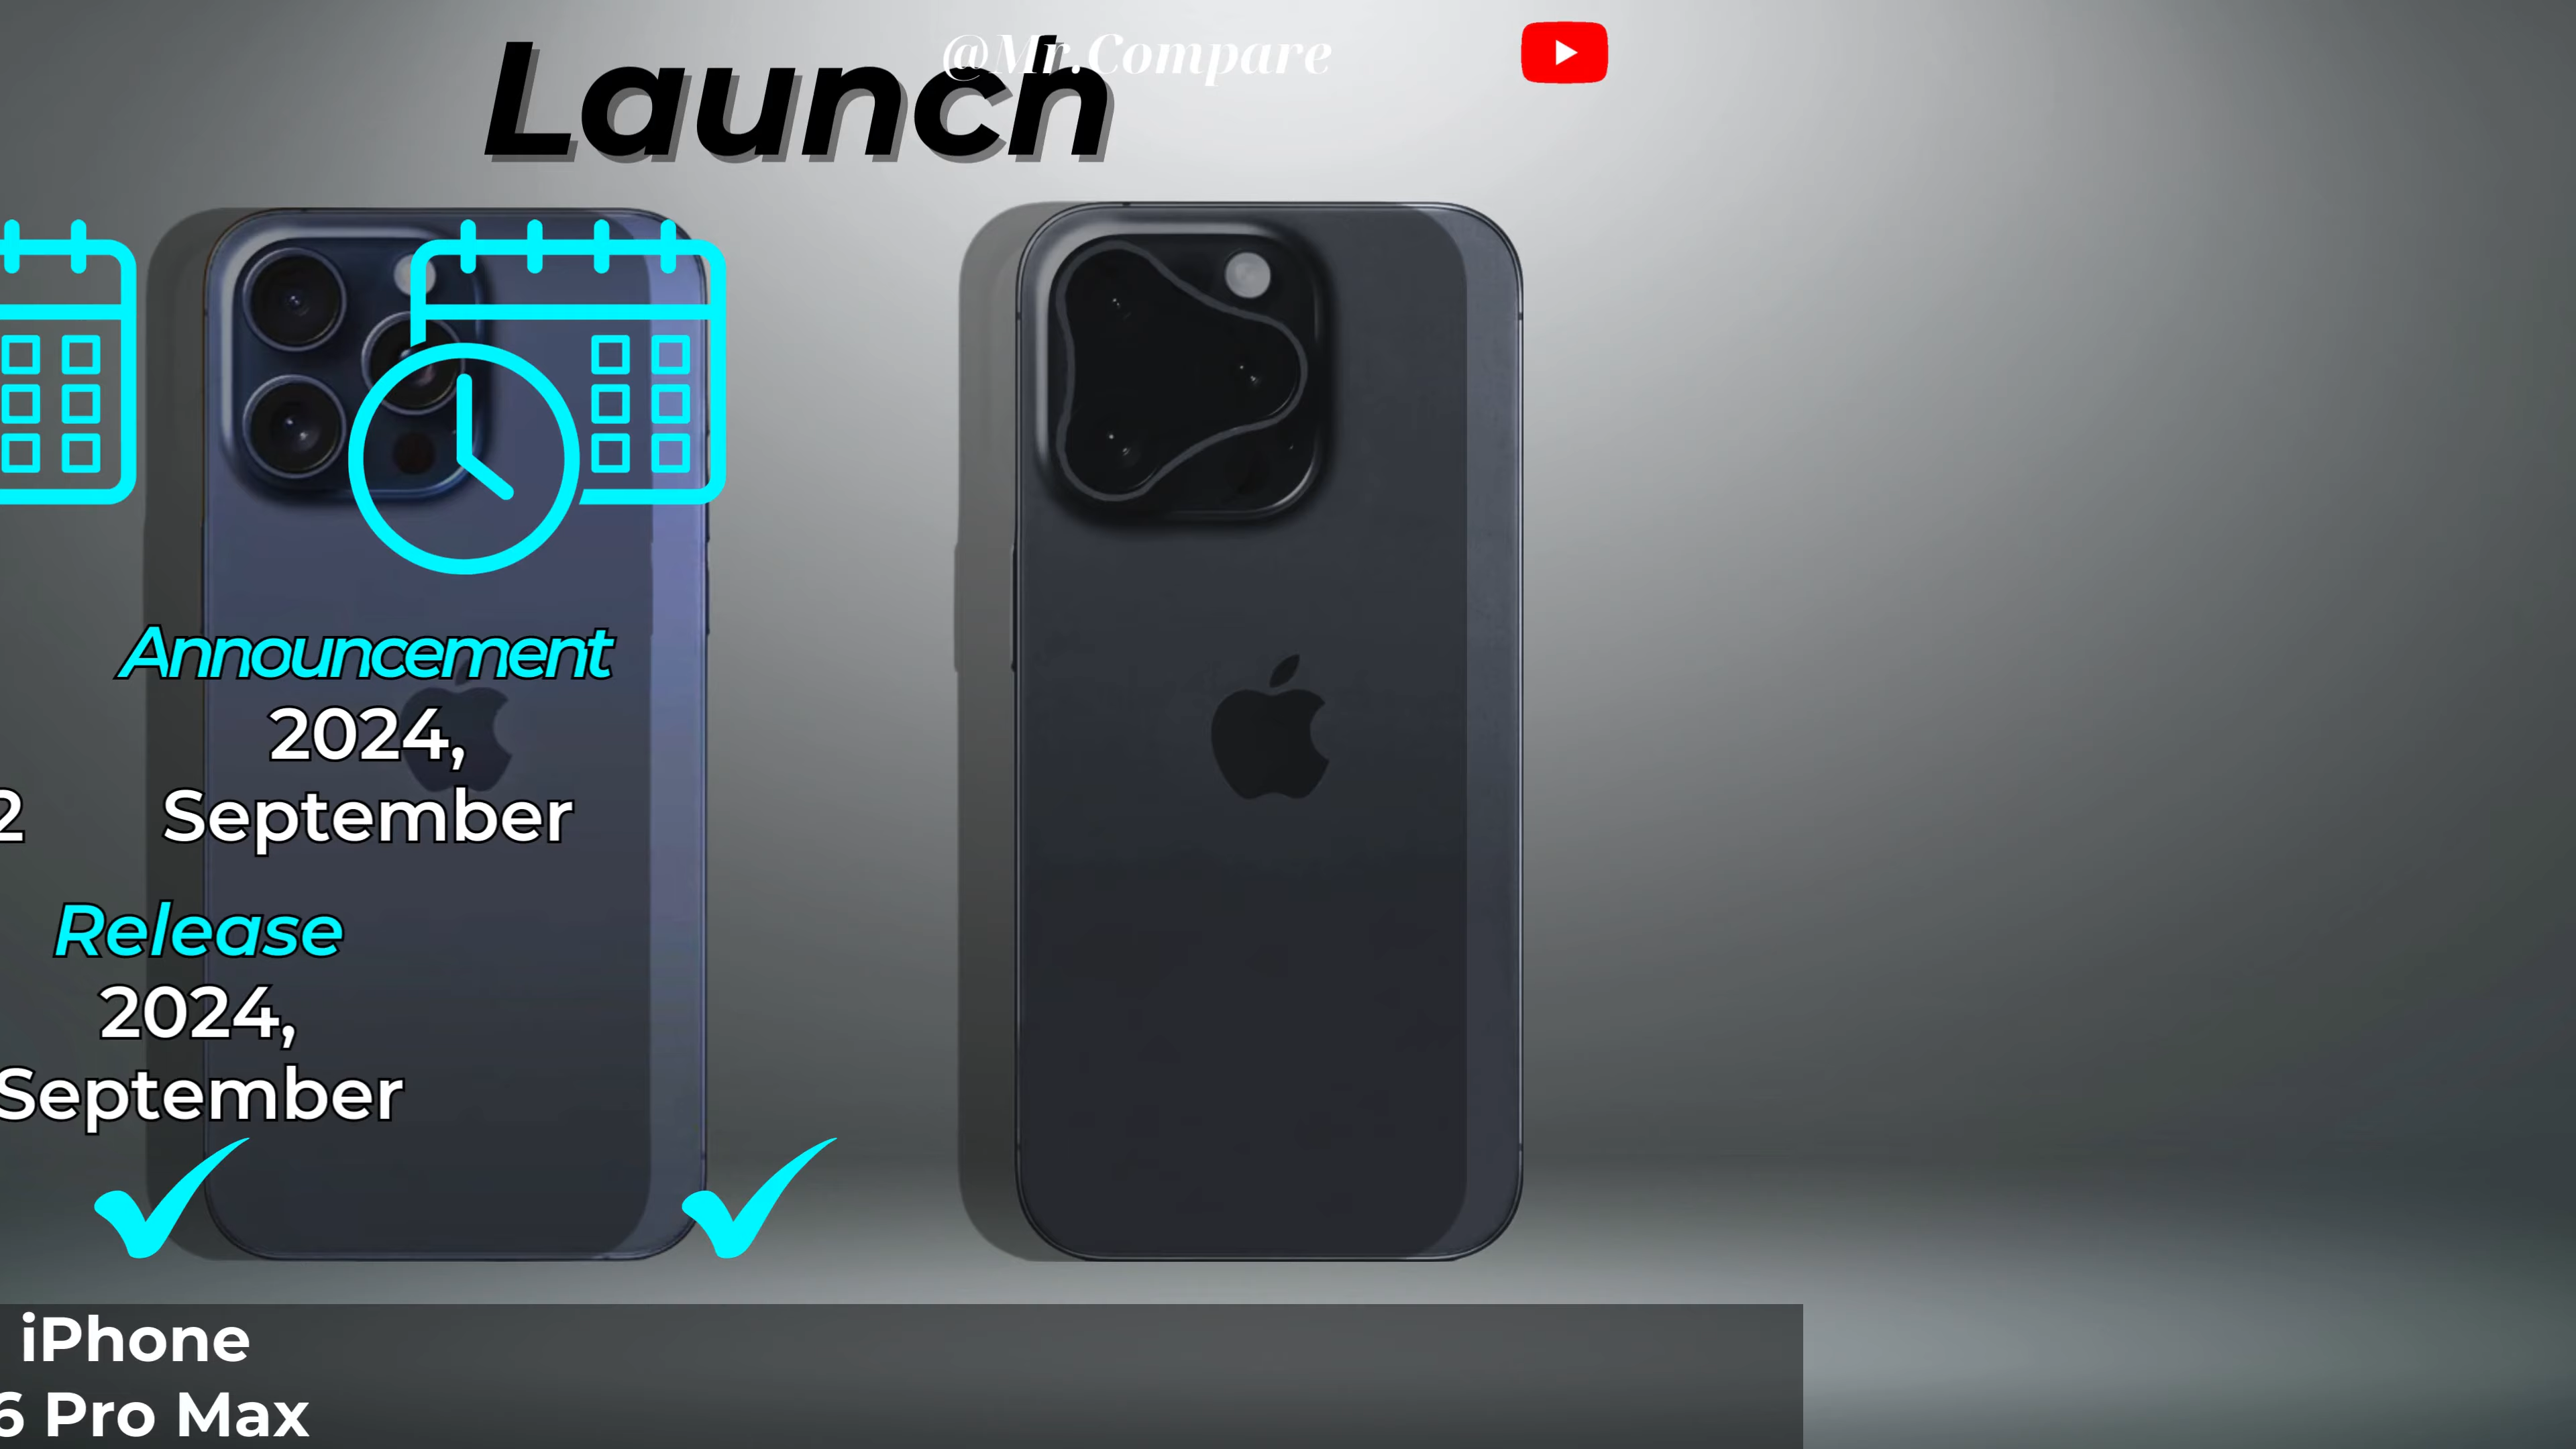 Launch
@Mr.Compare
Announcement
2024,
2
September
Release
2024,
September
iPhone
6 Pro Max